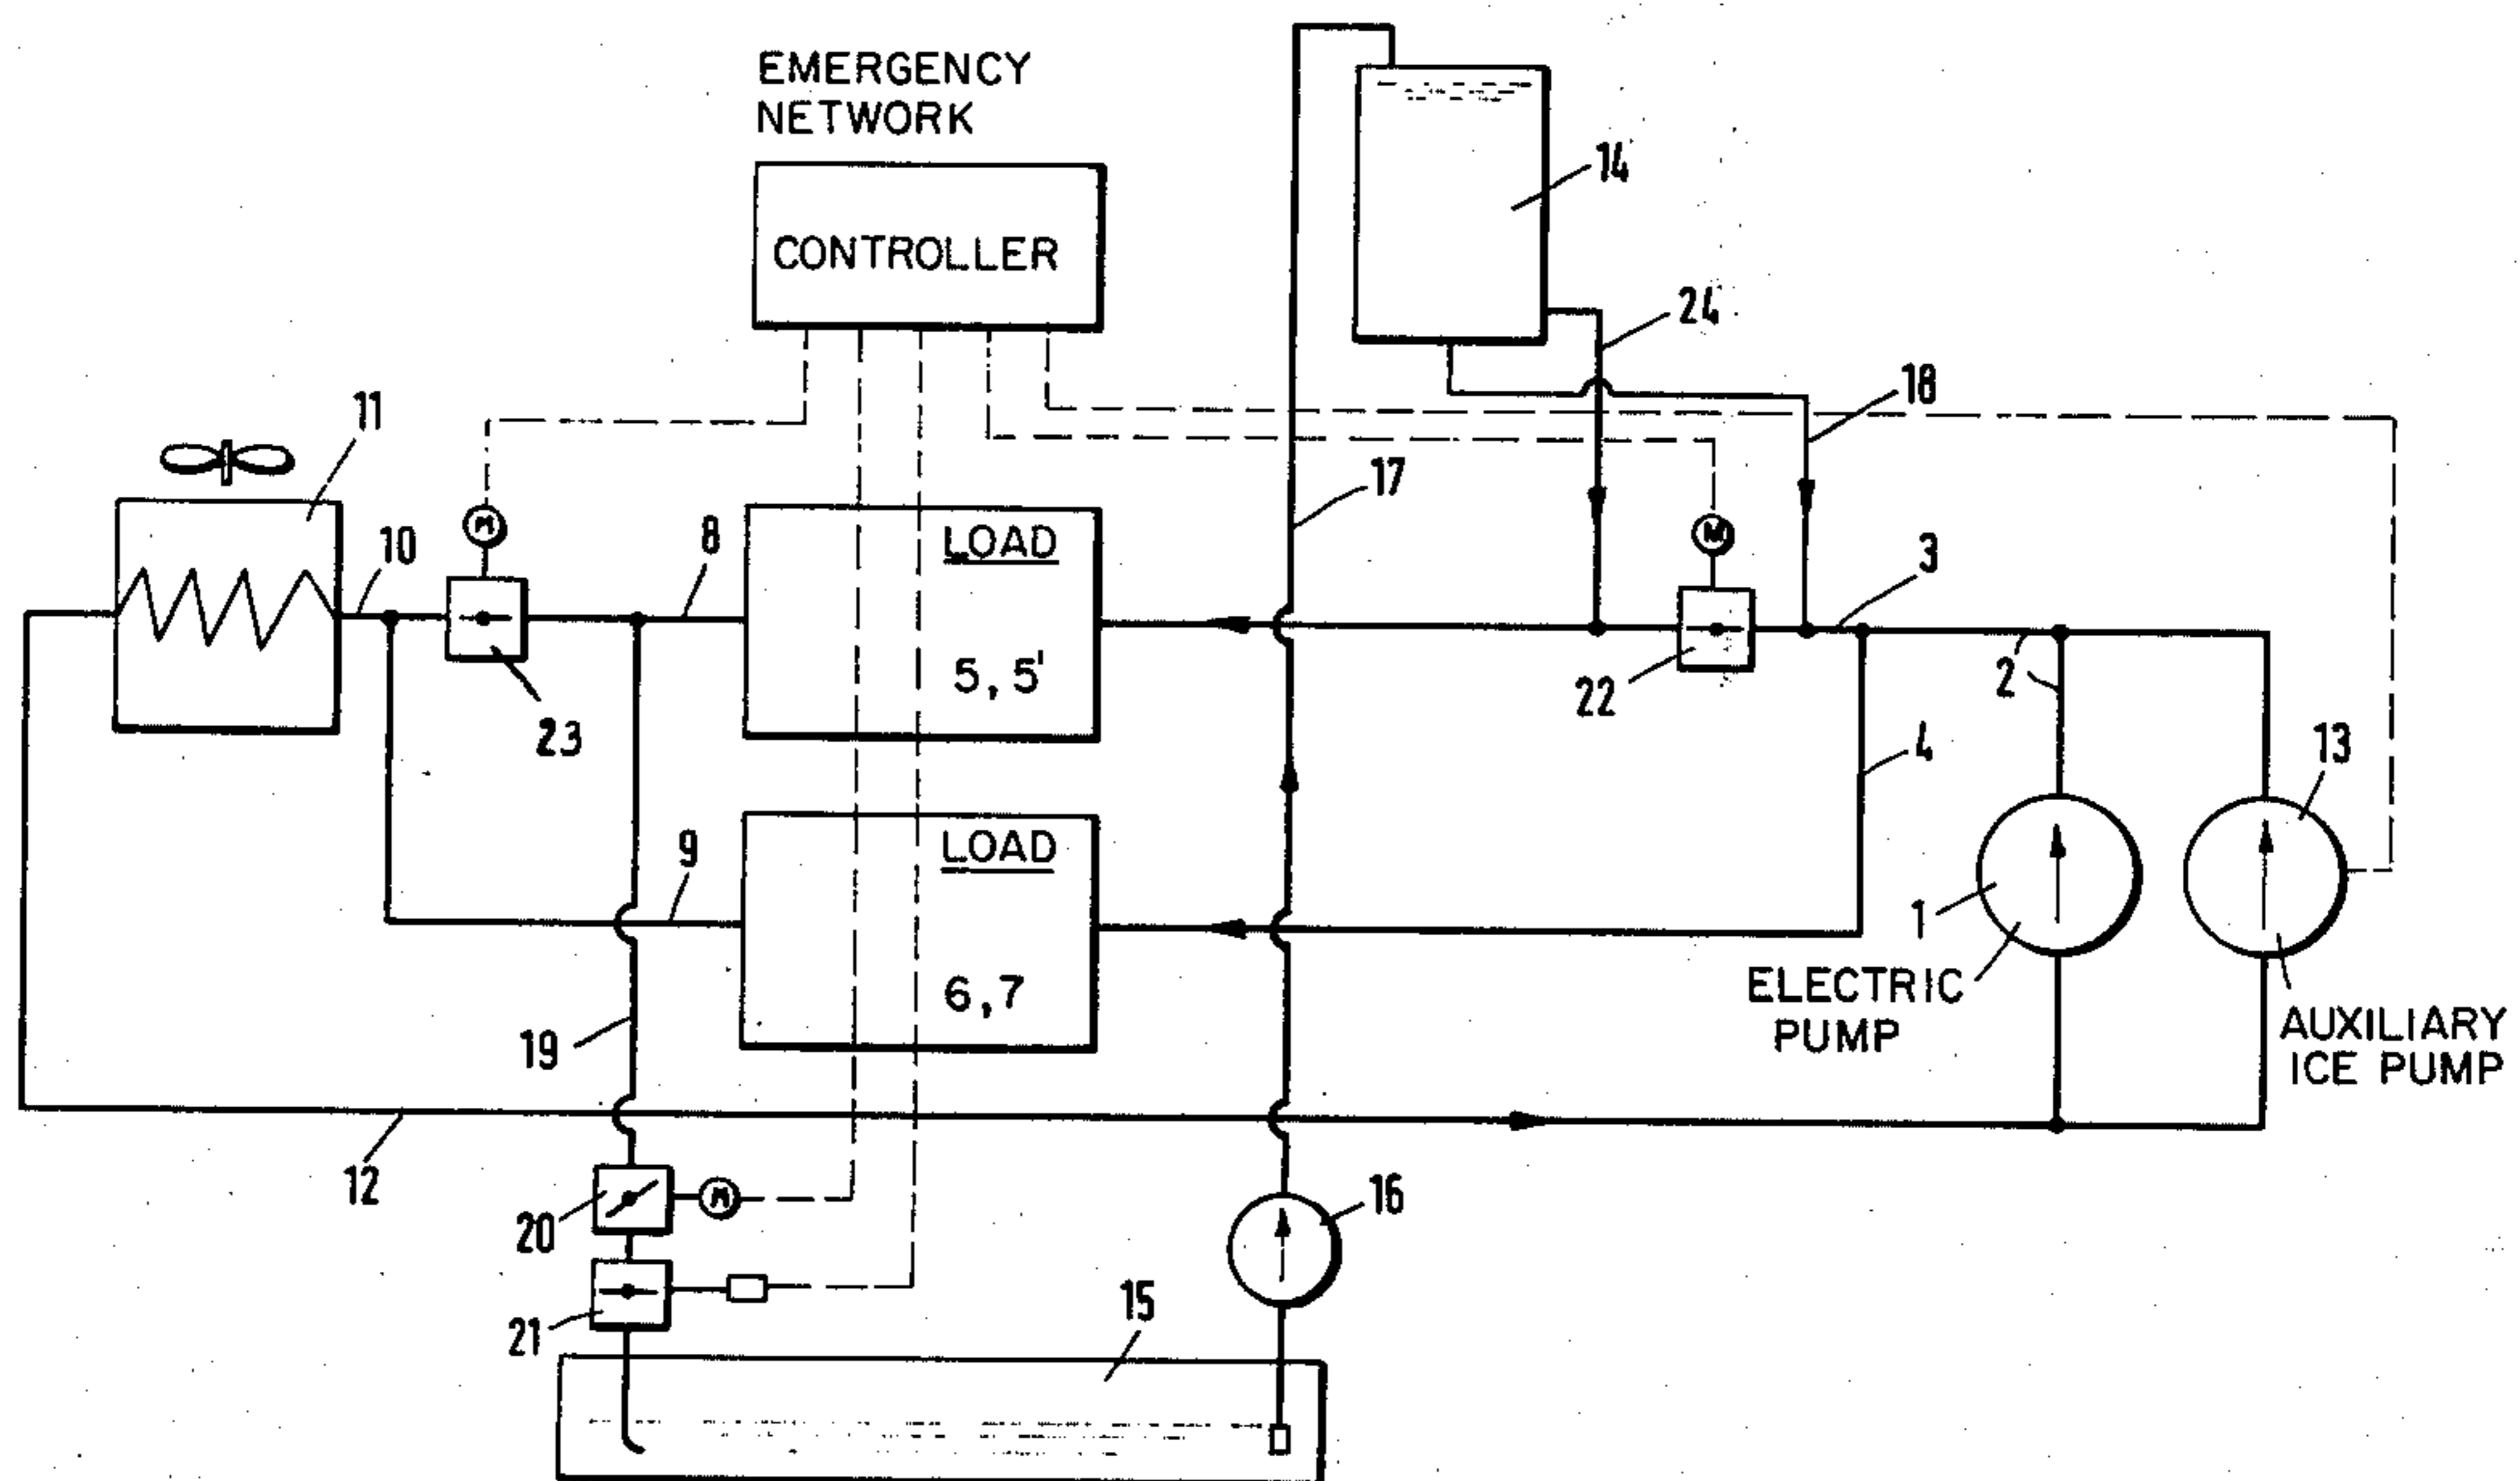 EMERGENCY
NETWORK
CONTROLLER
14
24
18
11
17
10
M
8
LOAD
M
3
5, 5'
22
2
23
4
13
9
LOAD
1
6, 7
ELECTRIC
PUMP
19
AUXILIARY
ICE PUMP
12
20
M
16
21
15